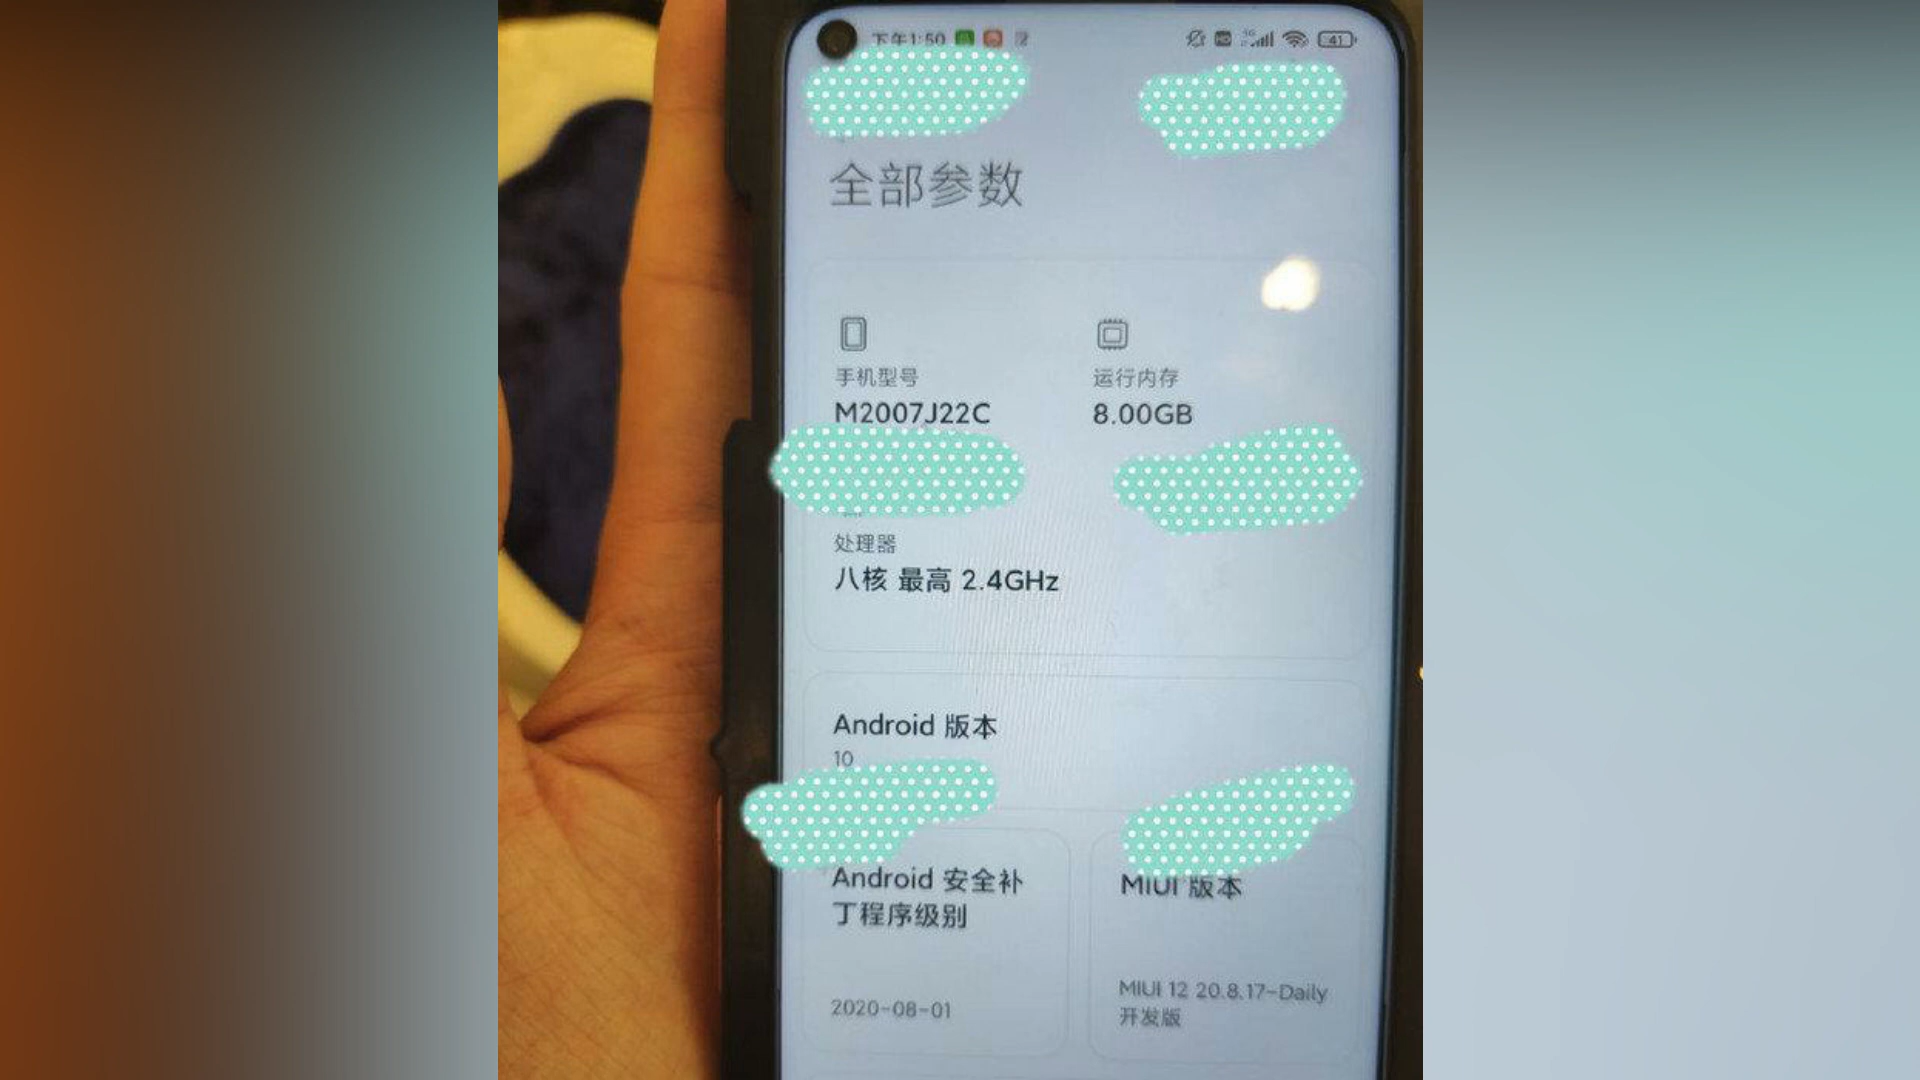 下午1:50
41
全部参数
手机型号
M2007J22C
运行内存
8.00GB
处理器
八核 最高 2.4GHz
Android 版本
10
Android 安全补
丁程序级别
2020-08-01
MIUI 版本
MIUI 12 20.8.17-Daily
开发版